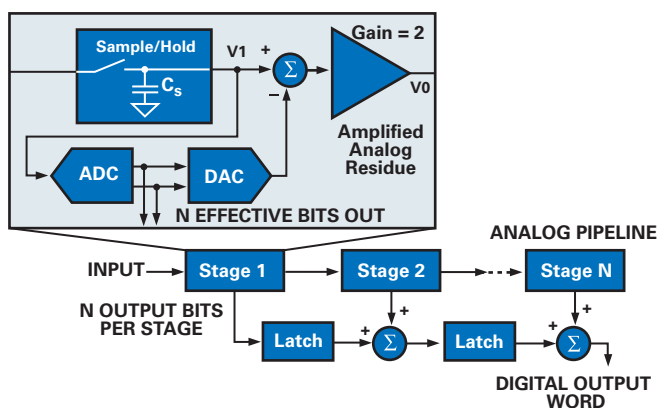 Sample/Hold
C_s
V1
+
Σ
−
Gain = 2
V0
Amplified
Analog
Residue
ADC
DAC
N EFFECTIVE BITS OUT
ANALOG PIPELINE
INPUT
Stage 1
Stage 2
Stage N
N OUTPUT BITS
PER STAGE
Latch
+
+
Σ
Latch
+
+
Σ
DIGITAL OUTPUT
WORD